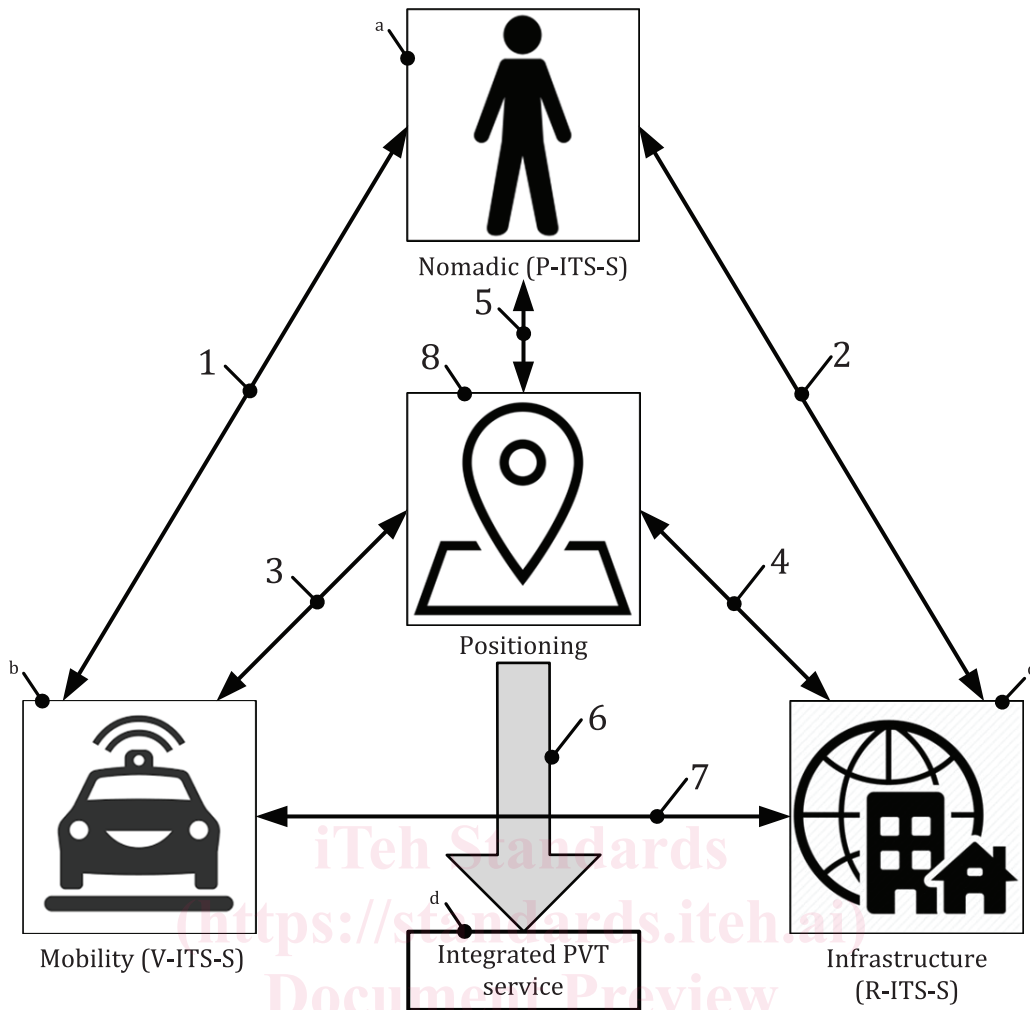 a
Nomadic (P-ITS-S)
5
8
1
2
3
4
Positioning
b
c
6
7
iTeh Standards
(https://standards.iteh.ai)
d
Mobility (V-ITS-S)
Integrated PVT
service
Infrastructure
(R-ITS-S)
Document Preview